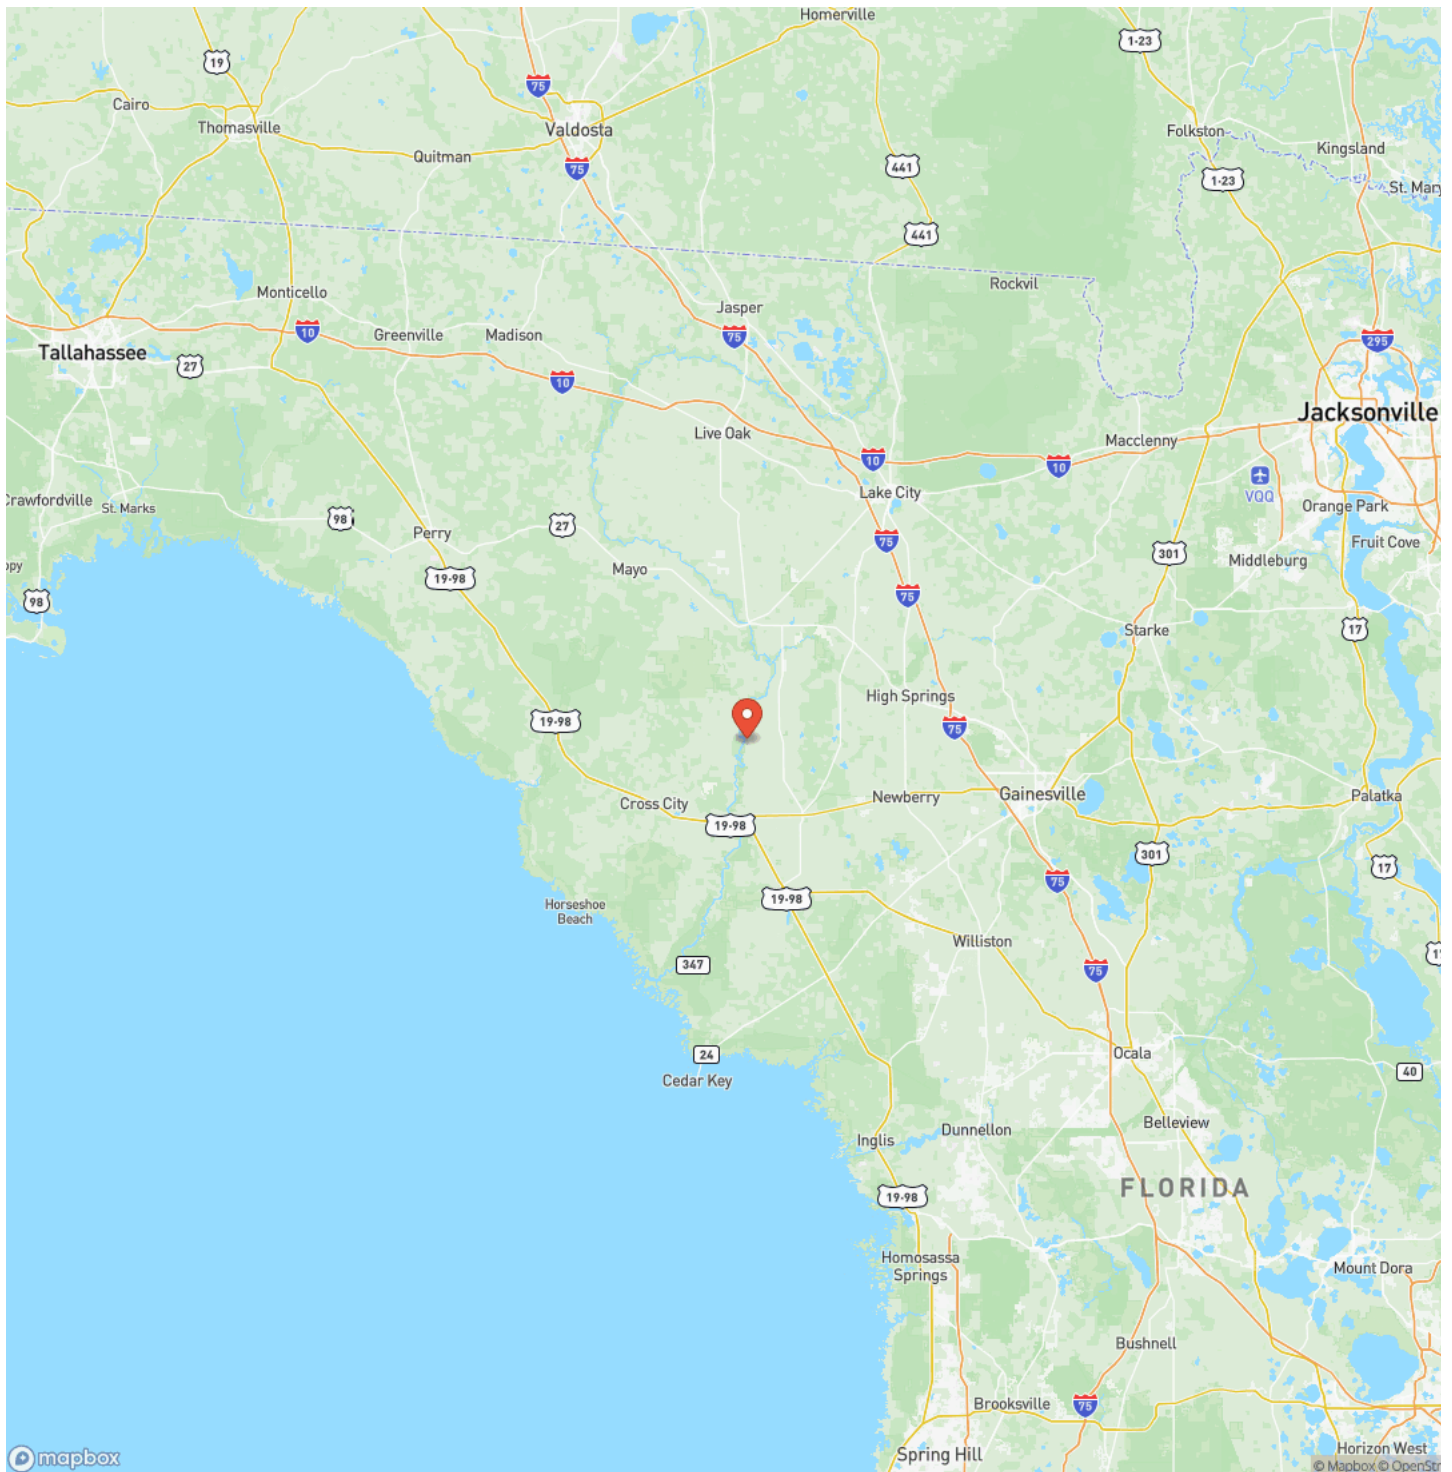 Homerville
1-23
19
75
Cairo
Thomasville
Valdosta
Folkston
Quitman
Kingsland
75
441
1-23
St. Mary
441
Rockvil
Monticello
Jasper
10
Greenville
Madison
75
295
Tallahassee
27
10
Jacksonville
Live Oak
Macclenny
10
10
VQQ
Lake City
Crawfordville
St. Marks
Orange Park
98
27
Perry
75
Fruit Cove
301
Middleburg
opy
Mayo
19-98
75
98
Starke
17
High Springs
19-98
75
Newberry
Gainesville
Palatka
Cross City
19-98
301
17
75
19-98
Horseshoe
Beach
Williston
347
75
Ocala
24
40
Cedar Key
Belleview
Inglis
Dunnellon
FLORIDA
19-98
Homosassa
Springs
Mount Dora
Bushnell
Brooksville
75
Spring Hill
Horizon West
mapbox
© Mapbox © OpenStr